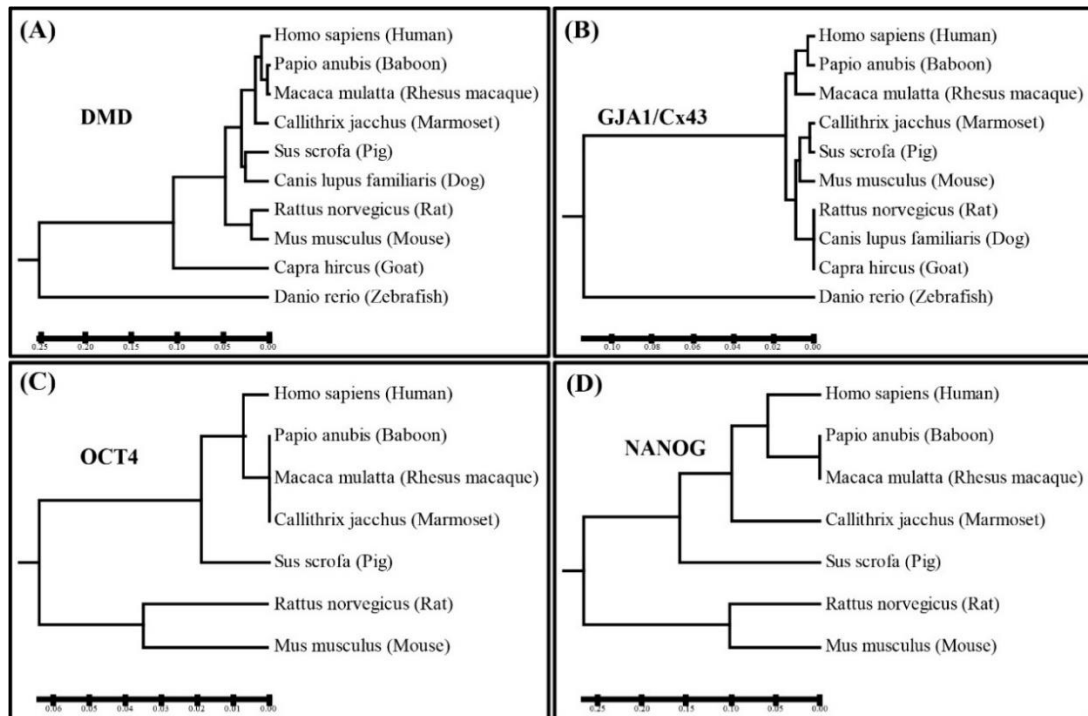 (A)
DMD
Homo sapiens (Human)
Papio anubis (Baboon)
Macaca mulatta (Rhesus macaque)
Callithrix jacchus (Marmoset)
Sus scrofa (Pig)
Canis lupus familiaris (Dog)
Rattus norvegicus (Rat)
Mus musculus (Mouse)
Capra hircus (Goat)
Danio rerio (Zebrafish)
0.25 0.20 0.15 0.10 0.05 0.00
(B)
GJA1/Cx43
Homo sapiens (Human)
Papio anubis (Baboon)
Macaca mulatta (Rhesus macaque)
Callithrix jacchus (Marmoset)
Sus scrofa (Pig)
Mus musculus (Mouse)
Rattus norvegicus (Rat)
Canis lupus familiaris (Dog)
Capra hircus (Goat)
Danio rerio (Zebrafish)
0.10 0.08 0.06 0.04 0.02 0.00
(C)
OCT4
Homo sapiens (Human)
Papio anubis (Baboon)
Macaca mulatta (Rhesus macaque)
Callithrix jacchus (Marmoset)
Sus scrofa (Pig)
Rattus norvegicus (Rat)
Mus musculus (Mouse)
0.06 0.05 0.04 0.03 0.02 0.01 0.00
(D)
NANOG
Homo sapiens (Human)
Papio anubis (Baboon)
Macaca mulatta (Rhesus macaque)
Callithrix jacchus (Marmoset)
Sus scrofa (Pig)
Rattus norvegicus (Rat)
Mus musculus (Mouse)
0.25 0.20 0.15 0.10 0.05 0.00